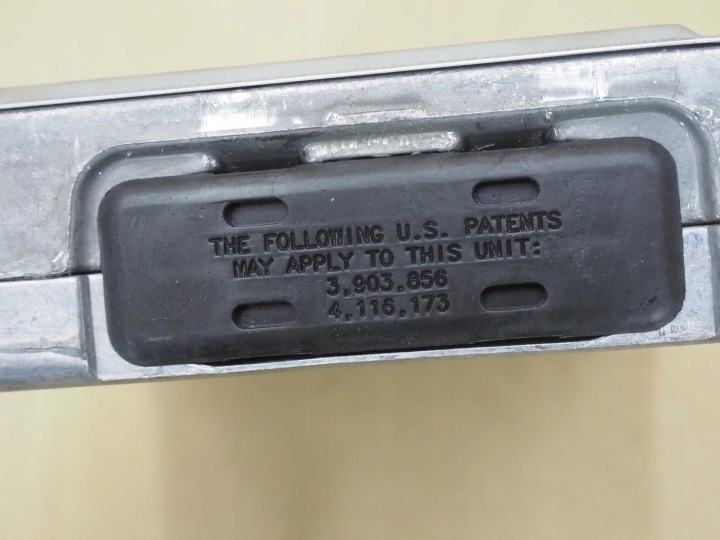 THE FOLLOWING U.S. PATENTS
MAY APPLY TO THIS UNIT:
3,903,856
4,116,173